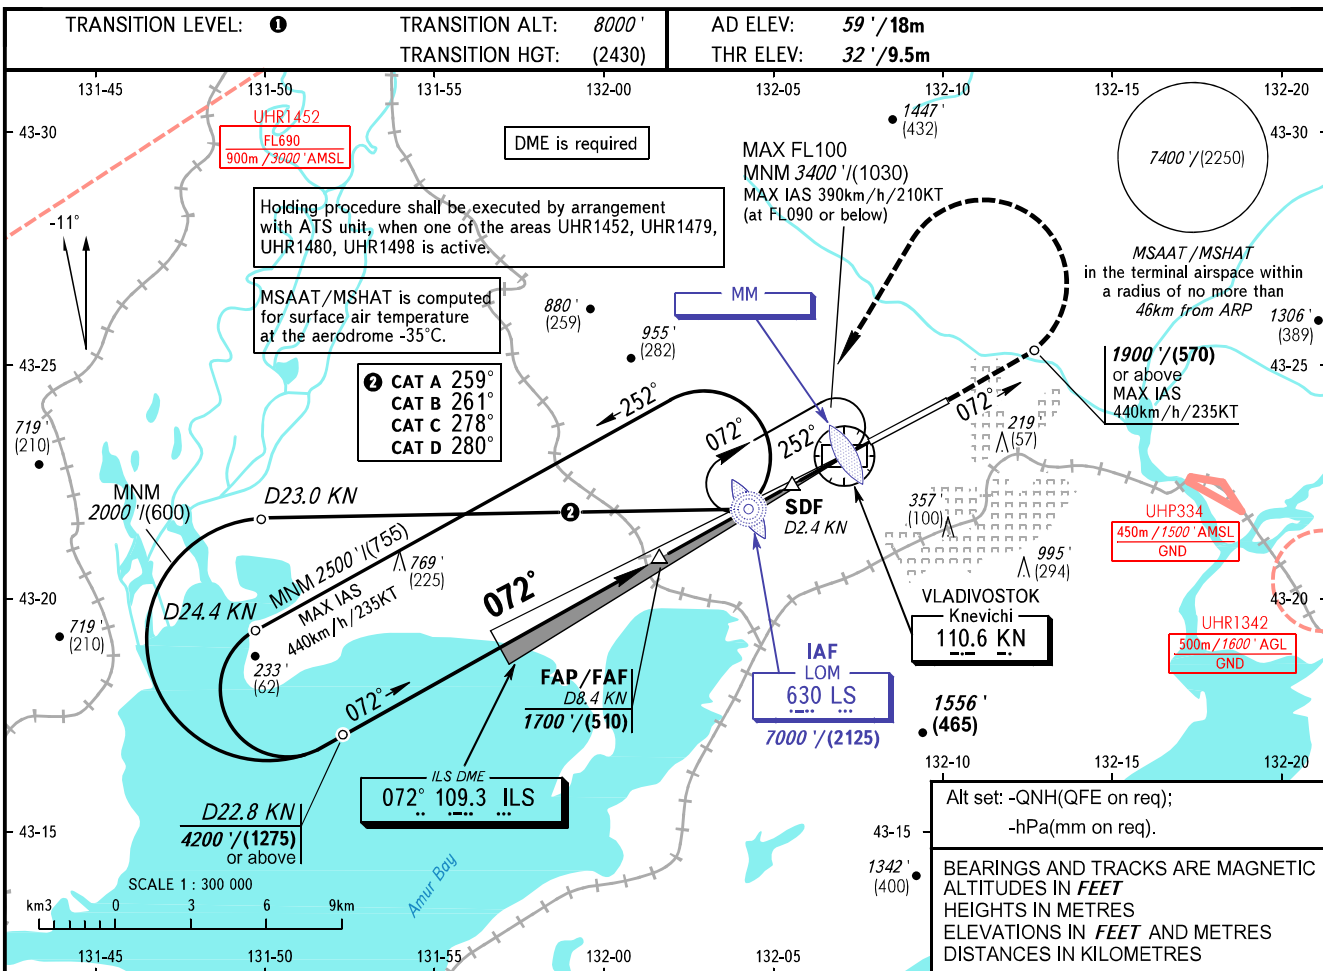 TRANSITION LEVEL: ❶
TRANSITION ALT: 8000 '
TRANSITION HGT: (2430)
AD ELEV: 59 '/18m
THR ELEV: 32 '/9.5m
131-45 131-50 131-55 132-00 132-05 132-10 132-15 132-20
43-30
43-30
UHR1452
FL690
900m/3000 'AMSL
DME is required
1447 '
(432)
7400 '/(2250)
MSAAT/MSHAT
in the terminal airspace within
a radius of no more than
46km from ARP
MAX FL100
MNM 3400 '/(1030)
MAX IAS 390km/h/210KT
(at FL090 or below)
-11°
Holding procedure shall be executed by arrangement
with ATS unit, when one of the areas UHR1452, UHR1479,
UHR1480, UHR1498 is active.
MSAAT/MSHAT is computed
for surface air temperature
at the aerodrome -35°C.
880 '
(259)
955 '
(282)
MM
1306 '
(389)
43-25
43-25
1900 '/(570)
or above
MAX IAS
440km/h/235KT
❷ CAT A 259°
CAT B 261°
CAT C 278°
CAT D 280°
252°
072°
252°
072°
219 '
(57)
719 '
(210)
MNM
2000 '/(600)
D23.0 KN
❷
SDF
D2.4 KN
357 '
(100)
995 '
(294)
UHP334
450m/1500 'AMSL
GND
MNM 2500 '/(755)
MAX IAS
440km/h/235KT
769 '
(225)
072°
D24.4 KN
43-20
43-20
719 '
(210)
233 '
(62)
VLADIVOSTOK
Knevichi
110.6 KN
UHR1342
500m/1600 'AGL
GND
IAF
LOM
630 LS
7000 '/(2125)
FAP/FAF
D8.4 KN
1700 '/(510)
072°
1556 '
(465)
ILS DME
072° 109.3 ILS
D22.8 KN
4200 '/(1275)
or above
132-10 132-15 132-20
43-15
43-15
1342 '
(400)
Amur Bay
SCALE 1 : 300 000
km3 0 3 6 9km
131-45 131-50 131-55 132-00 132-05
Alt set: -QNH(QFE on req);
-hPa(mm on req).
BEARINGS AND TRACKS ARE MAGNETIC
ALTITUDES IN FEET
HEIGHTS IN METRES
ELEVATIONS IN FEET AND METRES
DISTANCES IN KILOMETRES